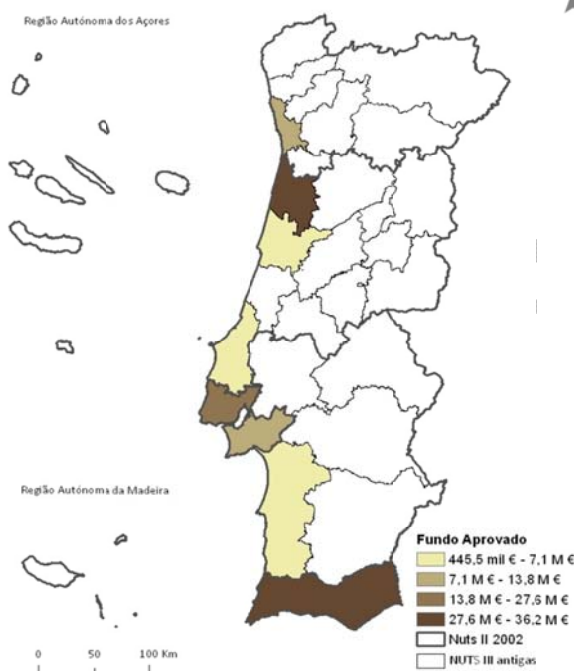 Região Autónoma dos Açores
Região Autónoma da Madeira
Fundo Aprovado
445,5 mil € - 7,1 M €
7,1 M € - 13,8 M €
13,8 M € - 27,6 M €
27,6 M € - 36,2 M €
Nuts II 2002
NUTS III antigas
0 50 100 Km